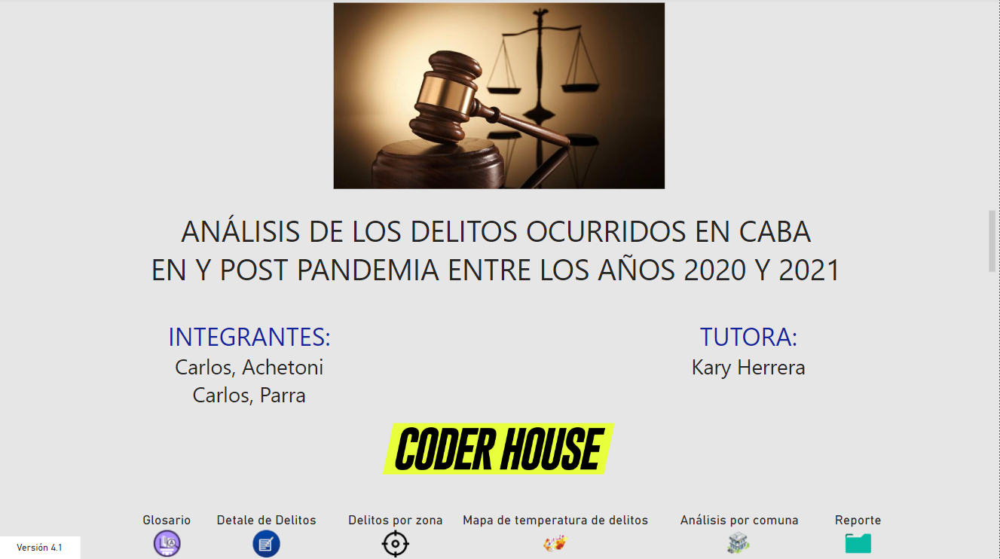 ANÁLISIS DE LOS DELITOS OCURRIDOS EN CABA
EN Y POST PANDEMIA ENTRE LOS AÑOS 2020 Y 2021
INTEGRANTES:
Carlos, Achetoni
Carlos, Parra
TUTORA:
Kary Herrera
CODER HOUSE
Glosario
Detale de Delitos
Delitos por zona
Mapa de temperatura de delitos
Análisis por comuna
Reporte
Versión 4.1